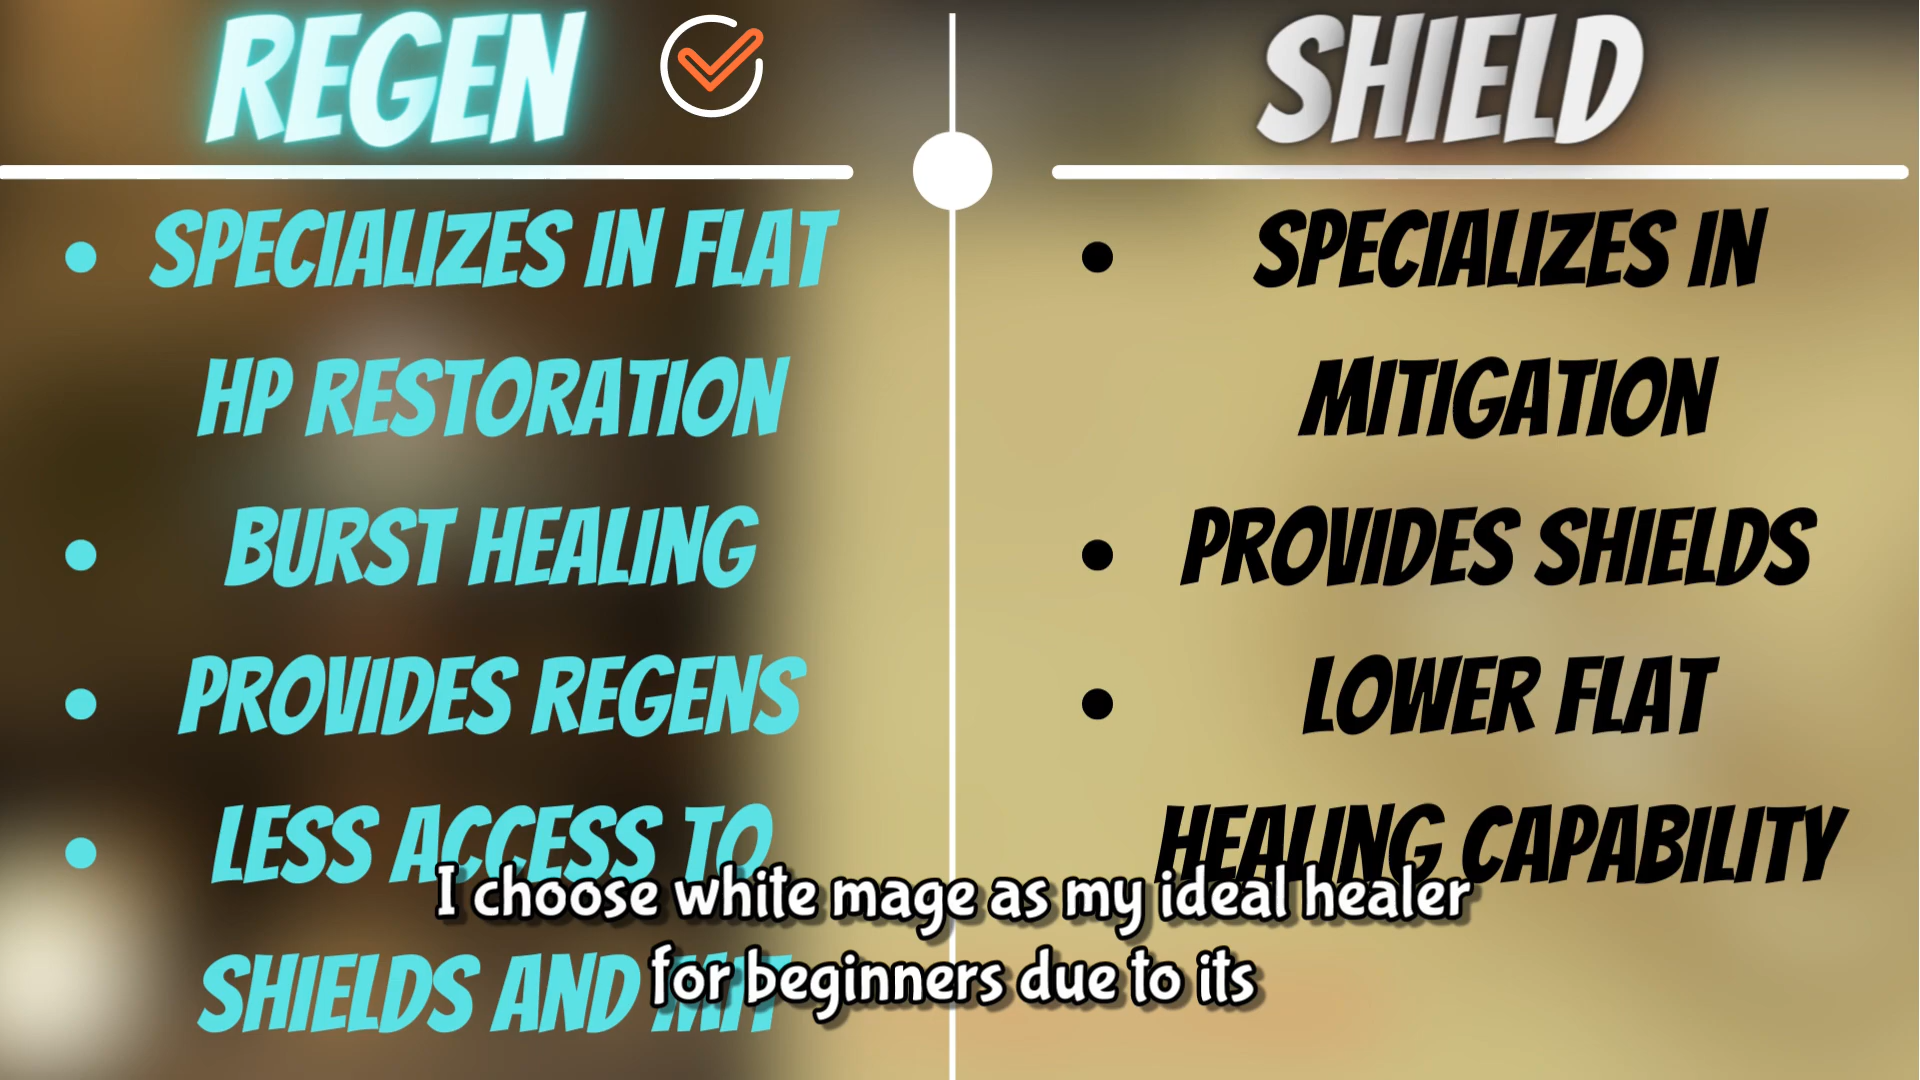 REGEN
SPECIALIZES IN FLAT
HP RESTORATION
BURST HEALING
PROVIDES REGENS
LESS ACCESS TO
SHIELDS AND MIT
SHIELD
SPECIALIZES IN
MITIGATION
PROVIDES SHIELDS
LOWER FLAT
HEALING CAPABILITY
I choose white mage as my ideal healer
for beginners due to its